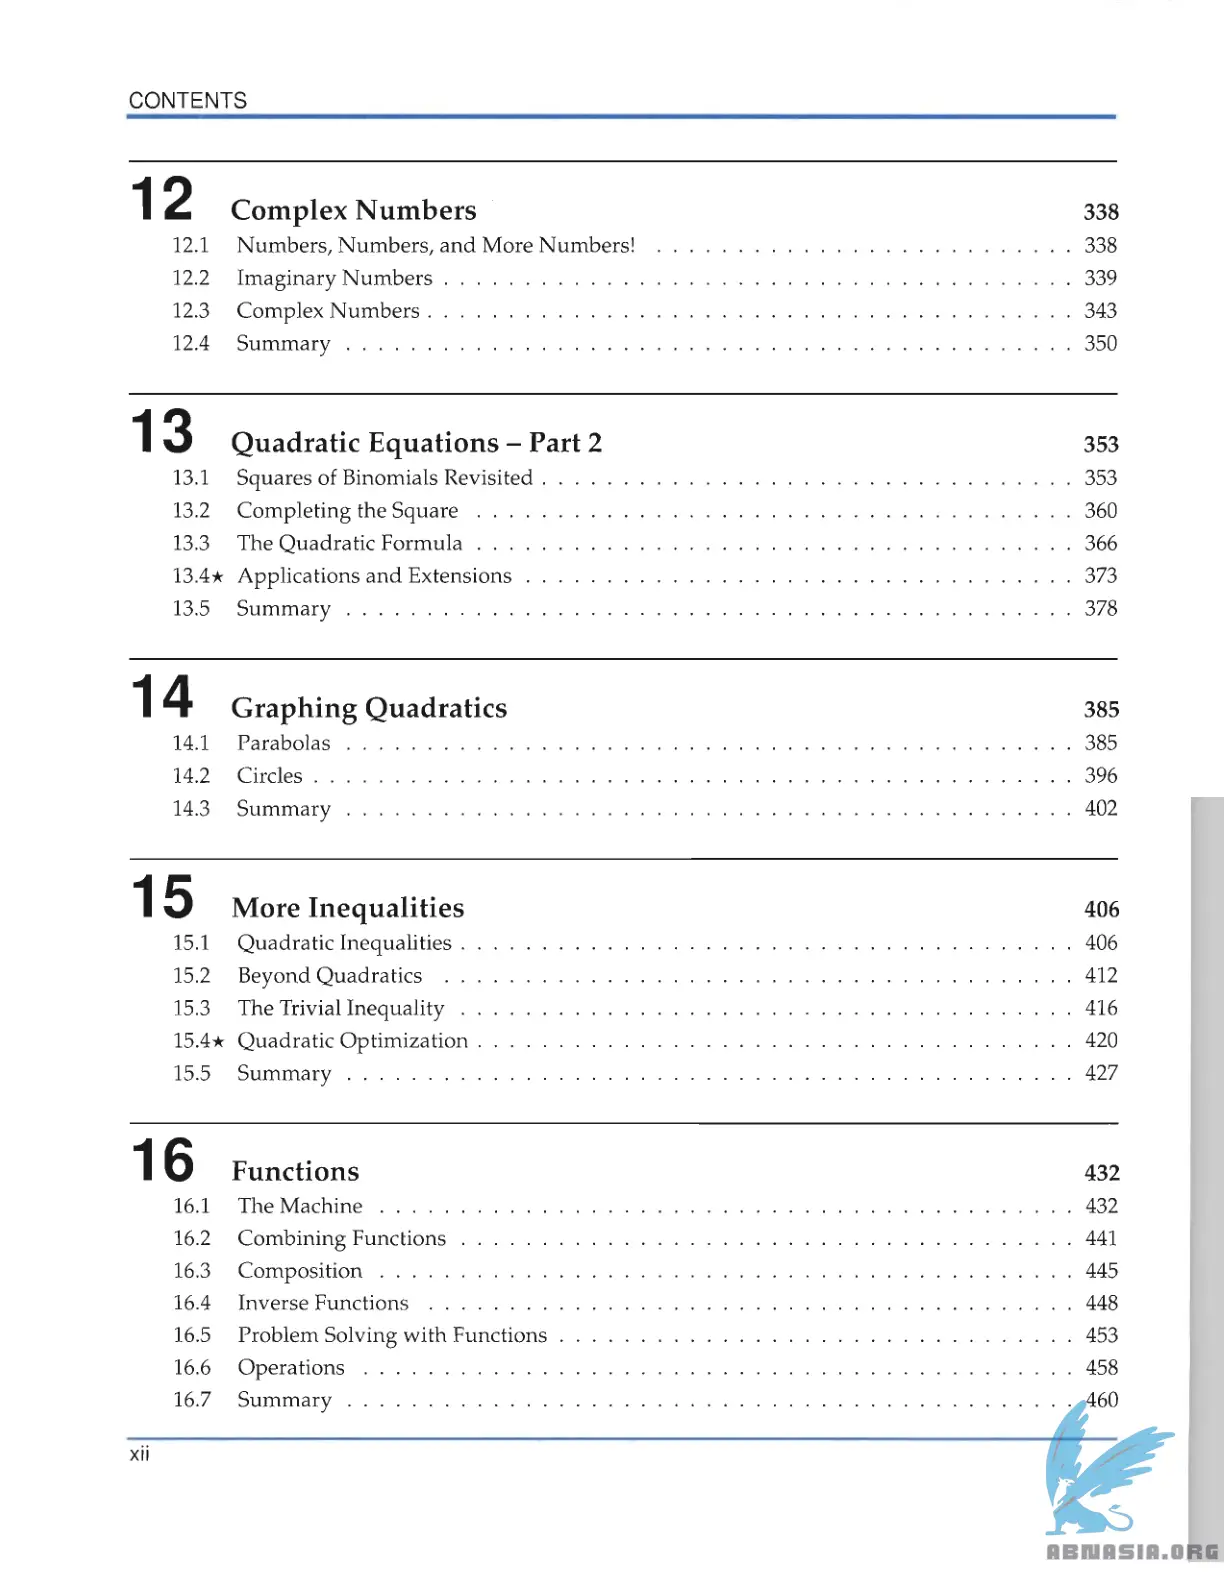 CONTENTS
12 Complex Numbers 338
12.1 Numbers, Numbers, and More Numbers! . . . . . . . . . . . . . . . . . . . . . . . . . . 338
12.2 Imaginary Numbers . . . . . . . . . . . . . . . . . . . . . . . . . . . . . . . . . . . . . . . 339
12.3 Complex Numbers . . . . . . . . . . . . . . . . . . . . . . . . . . . . . . . . . . . . . . . . 343
12.4 Summary . . . . . . . . . . . . . . . . . . . . . . . . . . . . . . . . . . . . . . . . . . . . . 350
13 Quadratic Equations – Part 2 353
13.1 Squares of Binomials Revisited . . . . . . . . . . . . . . . . . . . . . . . . . . . . . . . . . 353
13.2 Completing the Square . . . . . . . . . . . . . . . . . . . . . . . . . . . . . . . . . . . . . 360
13.3 The Quadratic Formula . . . . . . . . . . . . . . . . . . . . . . . . . . . . . . . . . . . . . 366
13.4★ Applications and Extensions . . . . . . . . . . . . . . . . . . . . . . . . . . . . . . . . . . 373
13.5 Summary . . . . . . . . . . . . . . . . . . . . . . . . . . . . . . . . . . . . . . . . . . . . . 378
14 Graphing Quadratics 385
14.1 Parabolas . . . . . . . . . . . . . . . . . . . . . . . . . . . . . . . . . . . . . . . . . . . . . 385
14.2 Circles . . . . . . . . . . . . . . . . . . . . . . . . . . . . . . . . . . . . . . . . . . . . . . . 396
14.3 Summary . . . . . . . . . . . . . . . . . . . . . . . . . . . . . . . . . . . . . . . . . . . . . 402
15 More Inequalities 406
15.1 Quadratic Inequalities . . . . . . . . . . . . . . . . . . . . . . . . . . . . . . . . . . . . . . 406
15.2 Beyond Quadratics . . . . . . . . . . . . . . . . . . . . . . . . . . . . . . . . . . . . . . . 412
15.3 The Trivial Inequality . . . . . . . . . . . . . . . . . . . . . . . . . . . . . . . . . . . . . . 416
15.4★ Quadratic Optimization . . . . . . . . . . . . . . . . . . . . . . . . . . . . . . . . . . . . . 420
15.5 Summary . . . . . . . . . . . . . . . . . . . . . . . . . . . . . . . . . . . . . . . . . . . . . 427
16 Functions 432
16.1 The Machine . . . . . . . . . . . . . . . . . . . . . . . . . . . . . . . . . . . . . . . . . . . 432
16.2 Combining Functions . . . . . . . . . . . . . . . . . . . . . . . . . . . . . . . . . . . . . . 441
16.3 Composition . . . . . . . . . . . . . . . . . . . . . . . . . . . . . . . . . . . . . . . . . . . 445
16.4 Inverse Functions . . . . . . . . . . . . . . . . . . . . . . . . . . . . . . . . . . . . . . . . 448
16.5 Problem Solving with Functions . . . . . . . . . . . . . . . . . . . . . . . . . . . . . . . . 453
16.6 Operations . . . . . . . . . . . . . . . . . . . . . . . . . . . . . . . . . . . . . . . . . . . . 458
16.7 Summary . . . . . . . . . . . . . . . . . . . . . . . . . . . . . . . . . . . . . . . . . . . . . 460
xii
ABNASIA.ORG